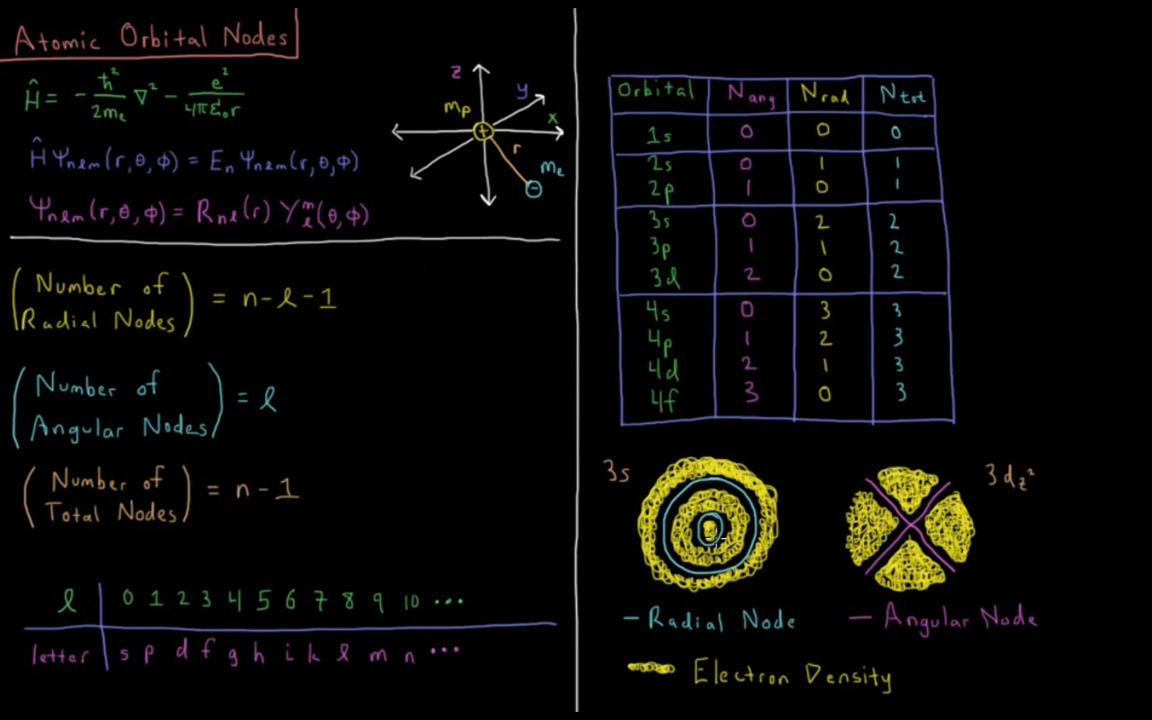 Atomic Orbital Nodes
Ĥ = - ħ²/2mₑ ∇² - e²/4πε₀r
ĤΨnlm(r,θ,ϕ) = EnΨnlm(r,θ,ϕ)
Ψnlm(r,θ,ϕ) = Rnl(r) Yₗᵐ(θ,ϕ)
z
y
x
mp
+
r
me
-
(Number of
Radial Nodes) = n-ℓ-1
(Number of
Angular Nodes) = ℓ
(Number of
Total Nodes) = n-1
ℓ 0 1 2 3 4 5 6 7 8 9 10 ...
letter s p d f g h i k l m n ...
Orbital Nang Nrad Ntot
1s 0 0 0
2s 0 1 1
2p 1 0 1
3s 0 2 2
3p 1 1 2
3d 2 0 2
4s 0 3 3
4p 1 2 3
4d 2 1 3
4f 3 0 3
3s
3dz²
- Radial Node
- Angular Node
Electron Density